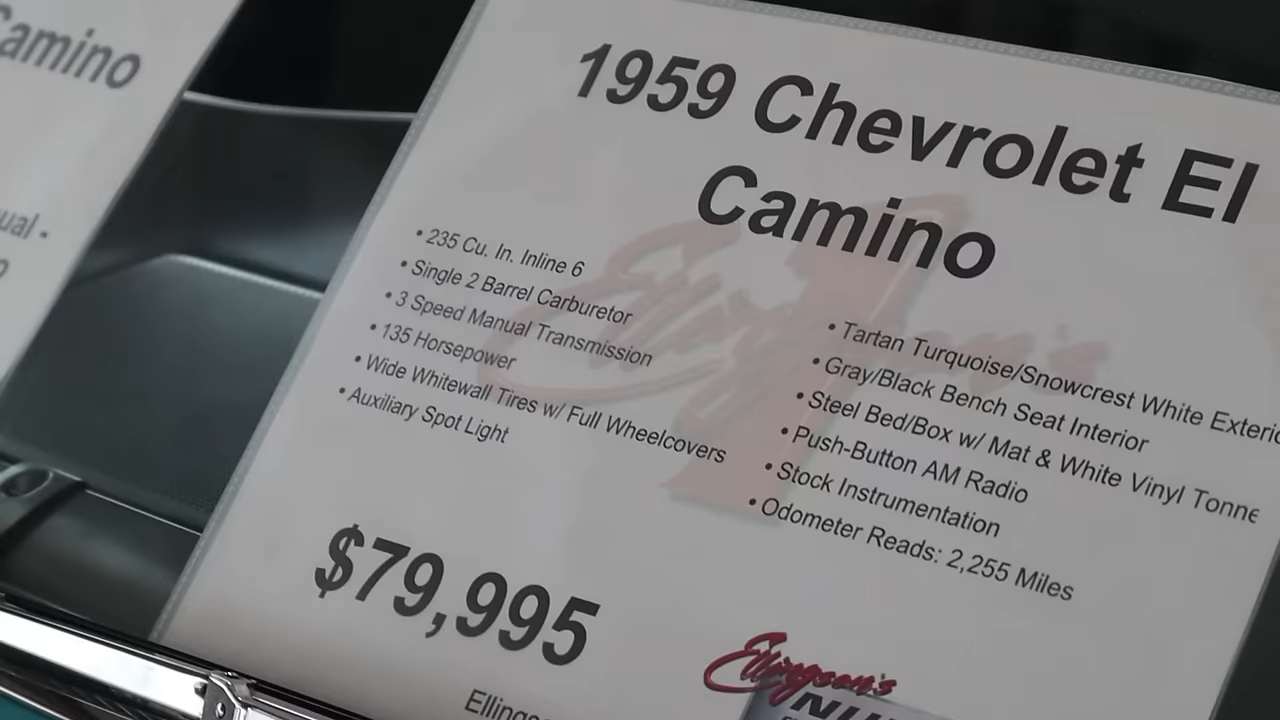 Camino
1959 Chevrolet El
Camino
• 235 Cu. In. Inline 6
• Single 2 Barrel Carburetor
• 3 Speed Manual Transmission
• 135 Horsepower
• Wide Whitewall Tires w/ Full Wheelcovers
• Auxiliary Spot Light
• Tartan Turquoise/Snowcrest White Exterio
• Gray/Black Bench Seat Interior
• Steel Bed/Box w/ Mat & White Vinyl Tonne
• Push-Button AM Radio
• Stock Instrumentation
• Odometer Reads: 2,255 Miles
$79,995
Ellingson's